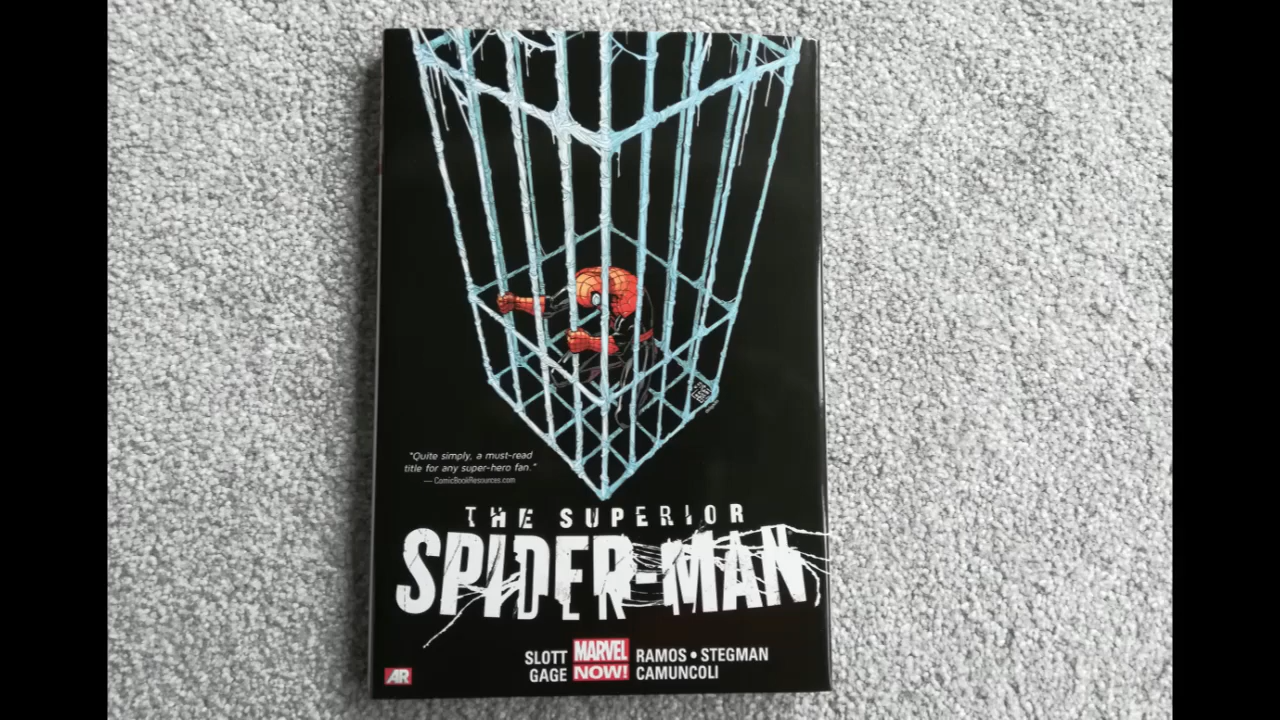 "Quite simply, a must-read
title for any super-hero fan."
— ComicBookResources.com
THE SUPERIOR
SPIDER-MAN
SLOTT
GAGE
MARVEL
NOW!
RAMOS • STEGMAN
CAMUNCOLI
AR